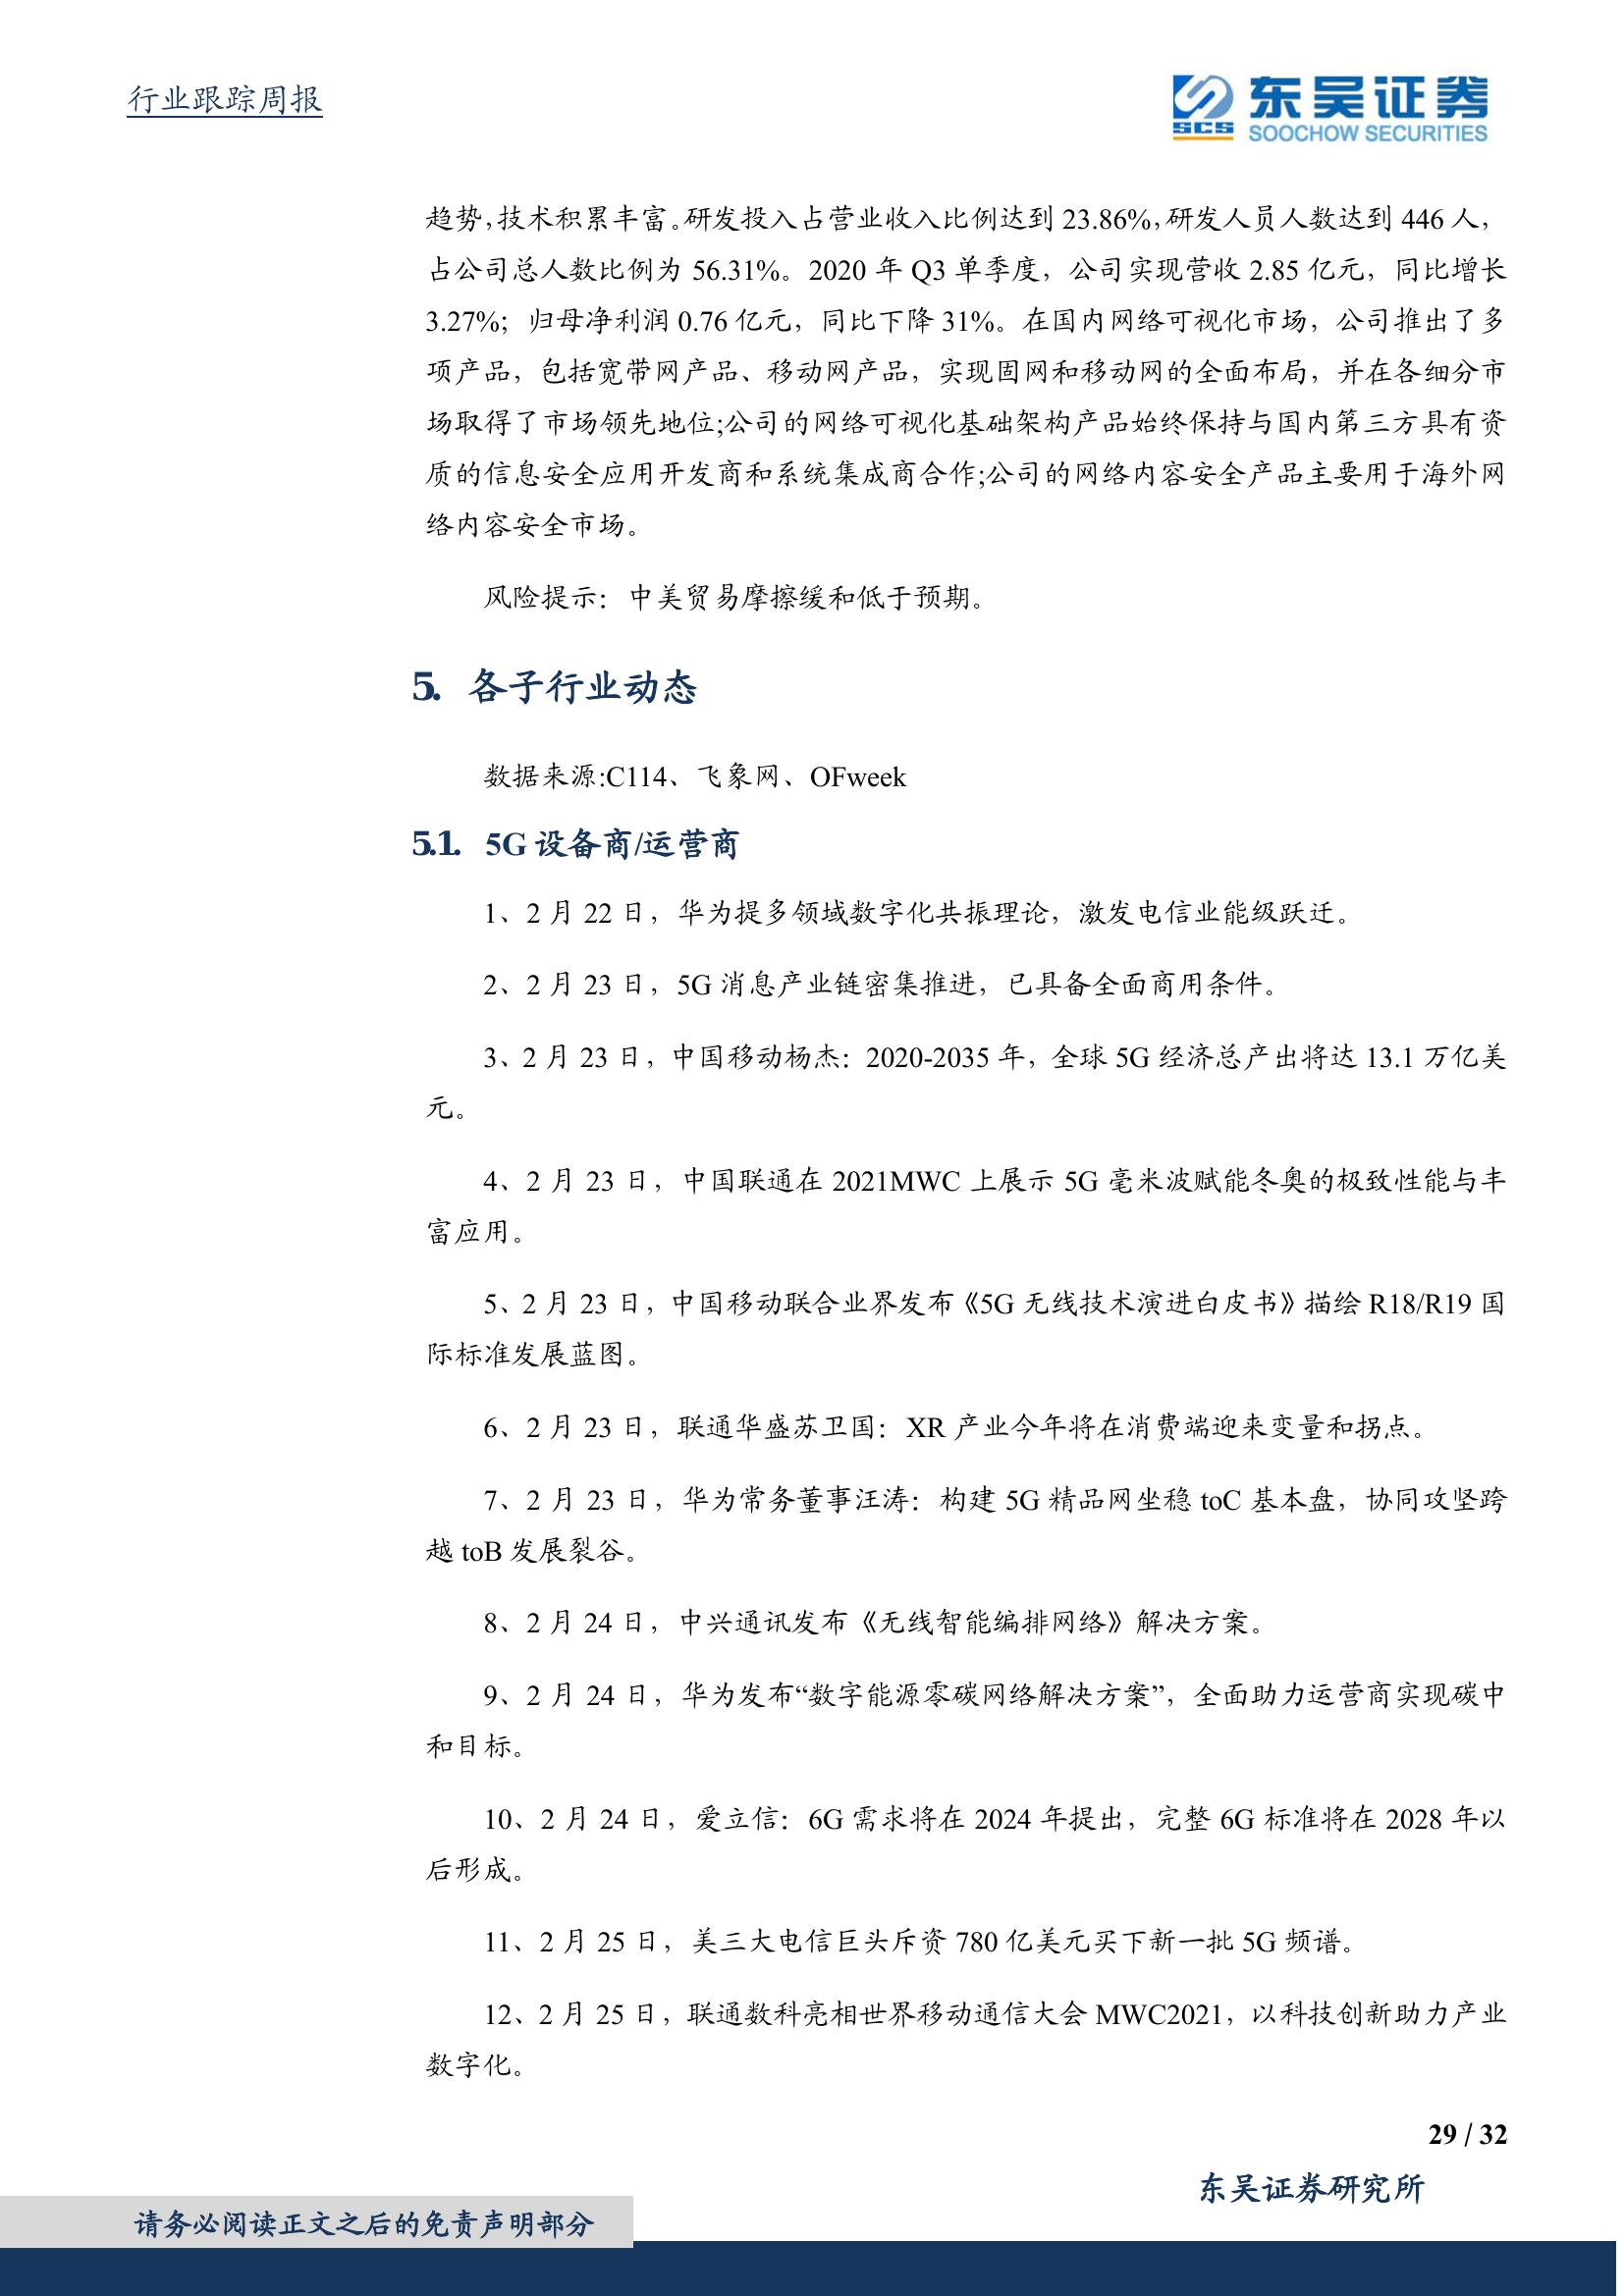 行业跟踪周报
东吴证券
SCS
SOOCHOW SECURITIES
趋势,技术积累丰富。研发投入占营业收入比例达到 23.86%,研发人员人数达到 446 人，
占公司总人数比例为 56.31%。2020 年 Q3 单季度，公司实现营收 2.85 亿元，同比增长
3.27%；归母净利润 0.76 亿元，同比下降 31%。在国内网络可视化市场，公司推出了多
项产品，包括宽带网产品、移动网产品，实现固网和移动网的全面布局，并在各细分市
场取得了市场领先地位;公司的网络可视化基础架构产品始终保持与国内第三方具有资
质的信息安全应用开发商和系统集成商合作;公司的网络内容安全产品主要用于海外网
络内容安全市场。
风险提示：中美贸易摩擦缓和低于预期。
5. 各子行业动态
数据来源:C114、飞象网、OFweek
5.1. 5G 设备商/运营商
1、2 月 22 日，华为提多领域数字化共振理论，激发电信业能级跃迁。
2、2 月 23 日，5G 消息产业链密集推进，已具备全面商用条件。
3、2 月 23 日，中国移动杨杰：2020-2035 年，全球 5G 经济总产出将达 13.1 万亿美
元。
4、2 月 23 日，中国联通在 2021MWC 上展示 5G 毫米波赋能冬奥的极致性能与丰
富应用。
5、2 月 23 日，中国移动联合业界发布《5G 无线技术演进白皮书》描绘 R18/R19 国
际标准发展蓝图。
6、2 月 23 日，联通华盛苏卫国：XR 产业今年将在消费端迎来变量和拐点。
7、2 月 23 日，华为常务董事汪涛：构建 5G 精品网坐稳 toC 基本盘，协同攻坚跨
越 toB 发展裂谷。
8、2 月 24 日，中兴通讯发布《无线智能编排网络》解决方案。
9、2 月 24 日，华为发布“数字能源零碳网络解决方案”，全面助力运营商实现碳中
和目标。
10、2 月 24 日，爱立信：6G 需求将在 2024 年提出，完整 6G 标准将在 2028 年以
后形成。
11、2 月 25 日，美三大电信巨头斥资 780 亿美元买下新一批 5G 频谱。
12、2 月 25 日，联通数科亮相世界移动通信大会 MWC2021，以科技创新助力产业
数字化。
29 / 32
东吴证券研究所
请务必阅读正文之后的免责声明部分